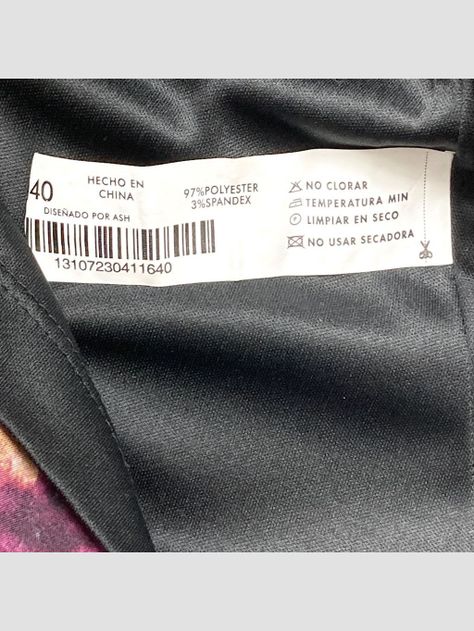 40
HECHO EN
CHINA
97%POLYESTER
3%SPANDEX
DISEÑADO POR ASH
13107230411640
NO CLORAR
TEMPERATURA MIN
LIMPIAR EN SECO
NO USAR SECADORA